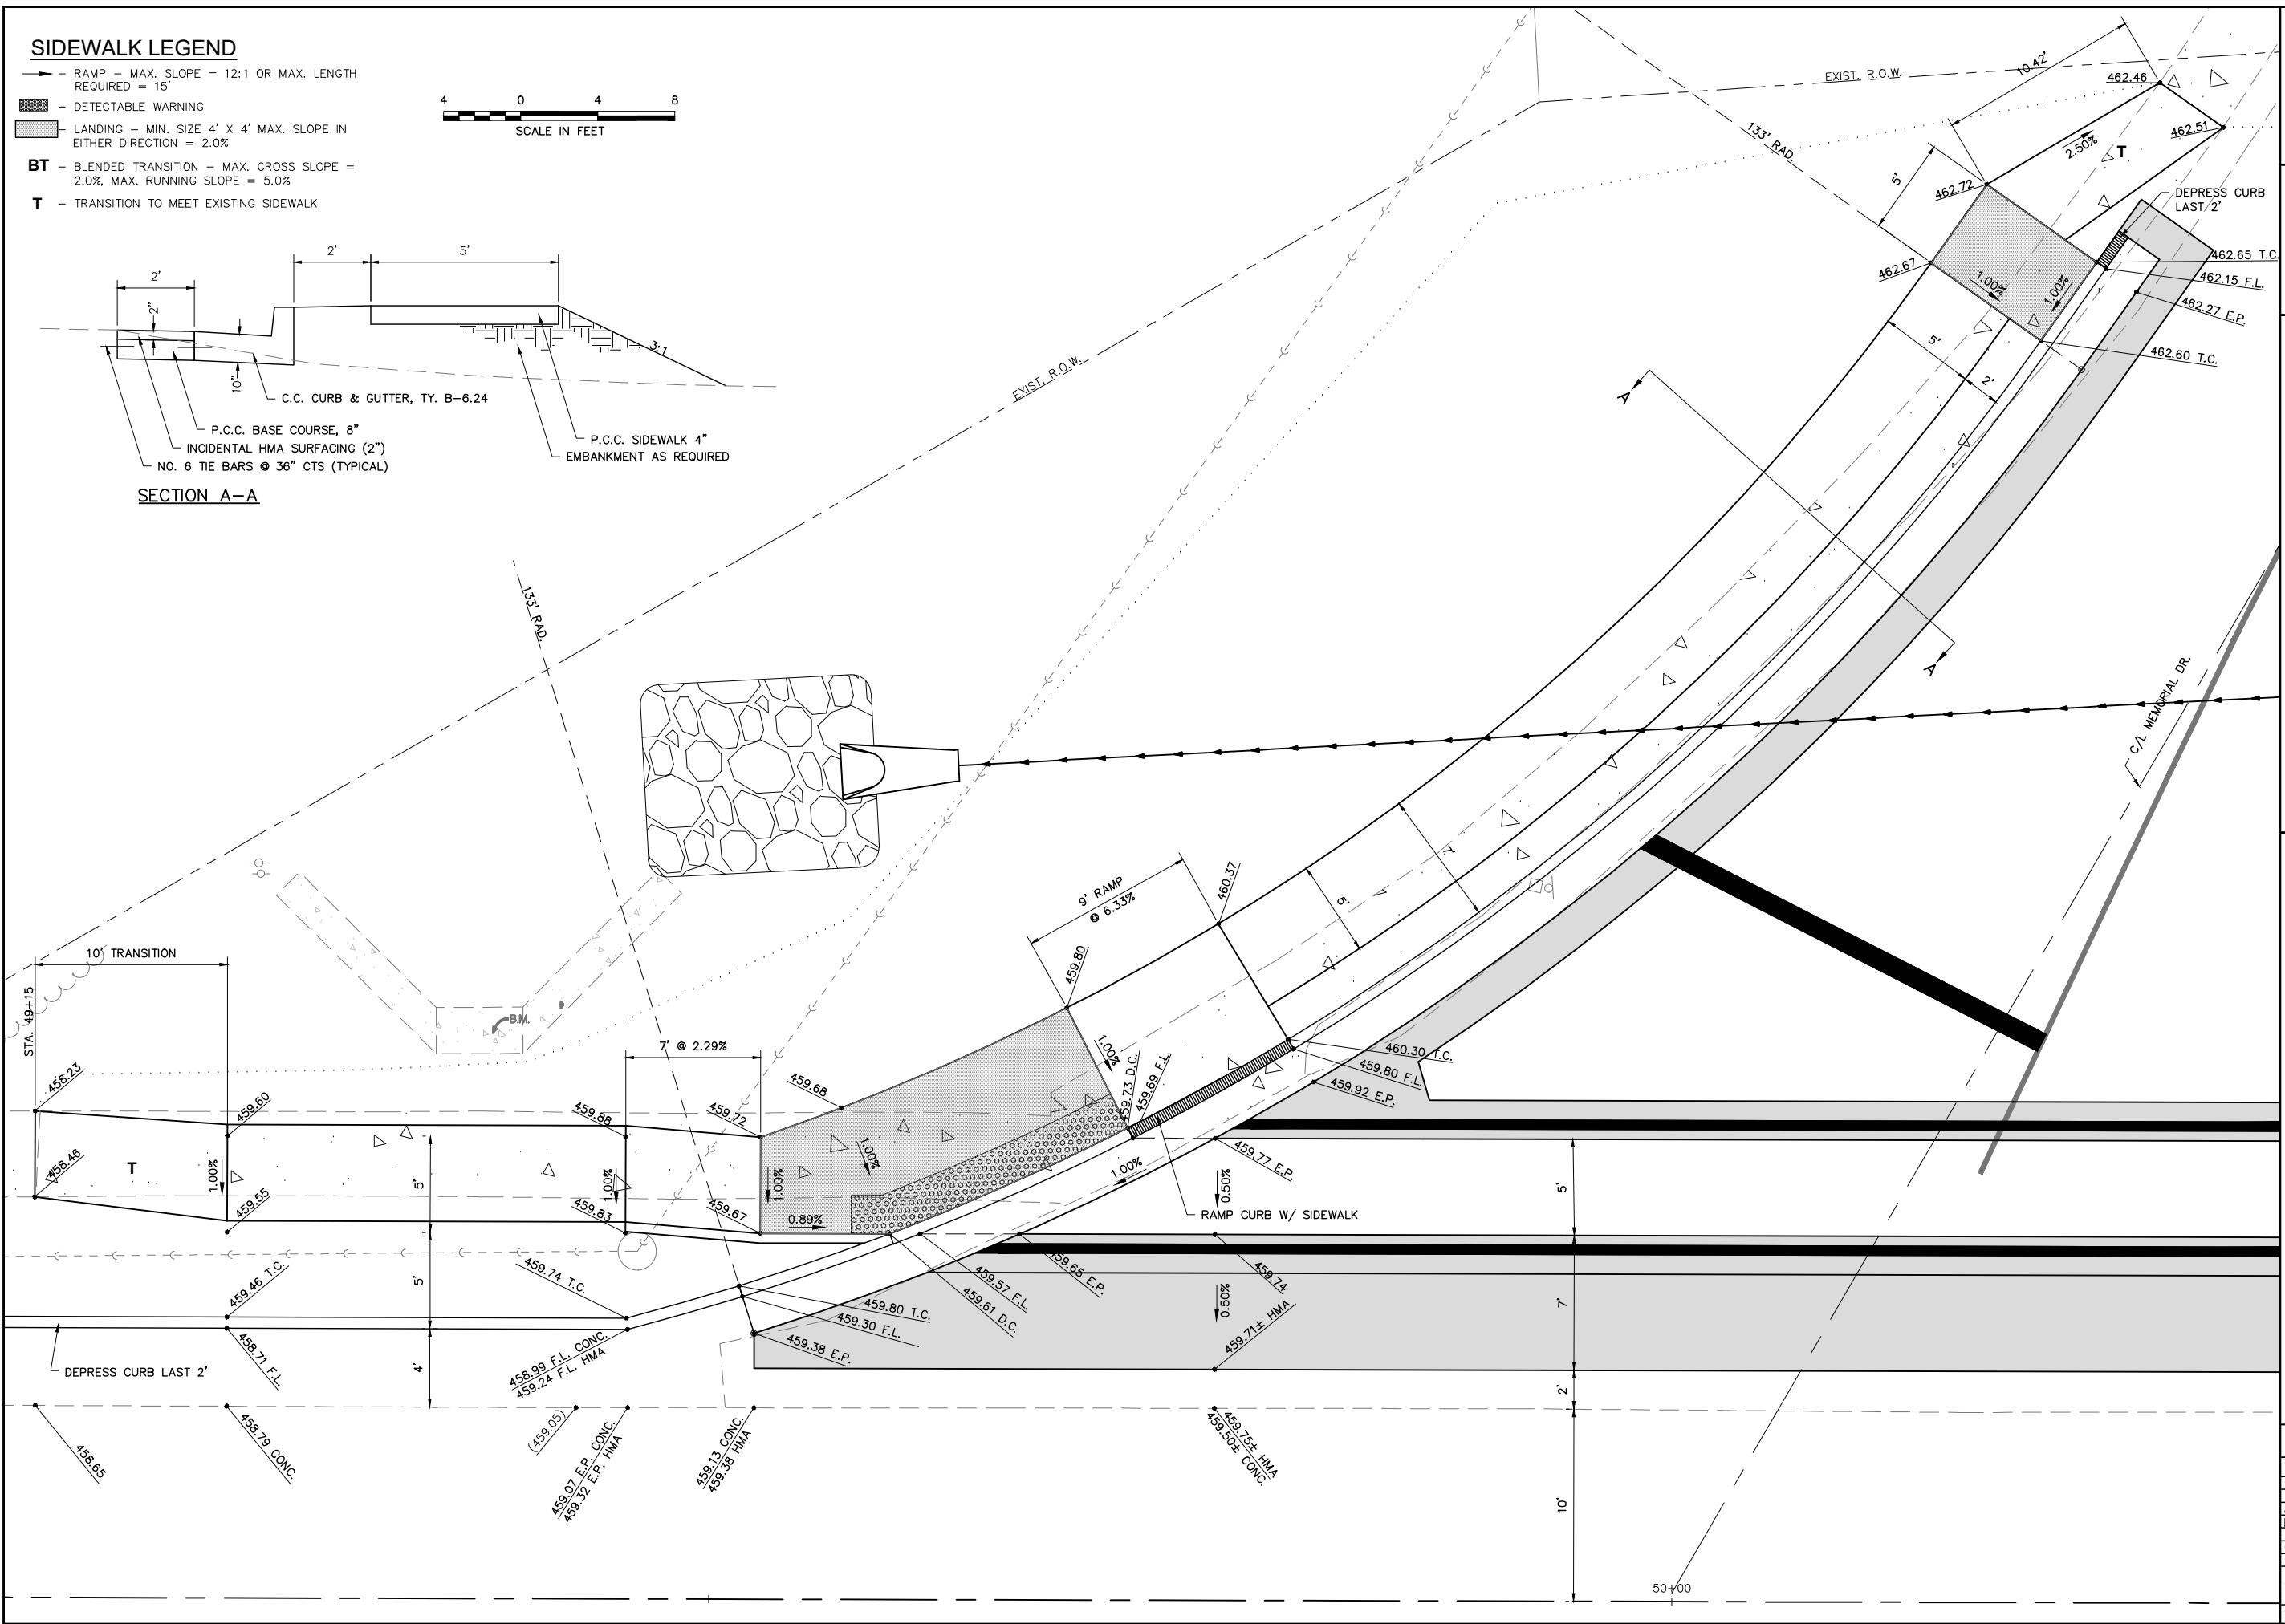 SIDEWALK LEGEND
– RAMP – MAX. SLOPE = 12:1 OR MAX. LENGTH
REQUIRED = 15'
– DETECTABLE WARNING
– LANDING – MIN. SIZE 4' X 4' MAX. SLOPE IN
EITHER DIRECTION = 2.0%
BT – BLENDED TRANSITION – MAX. CROSS SLOPE =
2.0%, MAX. RUNNING SLOPE = 5.0%
T – TRANSITION TO MEET EXISTING SIDEWALK
4 0 4 8
SCALE IN FEET
2'
5'
2'
2"
10"
3:1
C.C. CURB & GUTTER, TY. B-6.24
P.C.C. BASE COURSE, 8"
INCIDENTAL HMA SURFACING (2")
NO. 6 TIE BARS @ 36" CTS (TYPICAL)
P.C.C. SIDEWALK 4"
EMBANKMENT AS REQUIRED
SECTION A-A
EXIST. R.O.W.
10.42'
462.46
462.51
133' RAD.
2.50%
T
5'
462.72
DEPRESS CURB
LAST 2'
462.67
1.00%
1.00%
462.65 T.C.
462.15 F.L.
462.27 E.P.
462.60 T.C.
5'
2'
A
A
EXIST. R.O.W.
133' RAD.
C/L MEMORIAL DR.
7'
5'
9' RAMP
@ 6.33%
460.37
459.80
10' TRANSITION
STA. 49+15
B.M.
7' @ 2.29%
458.23
459.60
459.88
459.72
459.68
1.00%
459.73 D.C.
459.69 F.L.
460.30 T.C.
459.80 F.L.
459.92 E.P.
458.46
T
1.00%
459.55
5'
1.00%
459.83
459.67
1.00%
1.00%
0.89%
1.00%
459.77 E.P.
0.50%
5'
RAMP CURB W/ SIDEWALK
459.46 T.C.
5'
459.74 T.C.
459.80 T.C.
459.30 F.L.
459.38 E.P.
459.57 F.L.
459.61 D.C.
459.65 E.P.
459.74
0.50%
459.71± HMA
7'
DEPRESS CURB LAST 2'
458.71 F.L.
4'
458.99 F.L. CONC.
459.24 F.L. HMA
2'
458.65
458.79 CONC.
(459.05)
459.07 E.P. CONC.
459.32 E.P. HMA
459.13 CONC.
459.38 HMA
459.75± HMA
459.50± CONC.
10'
50+00